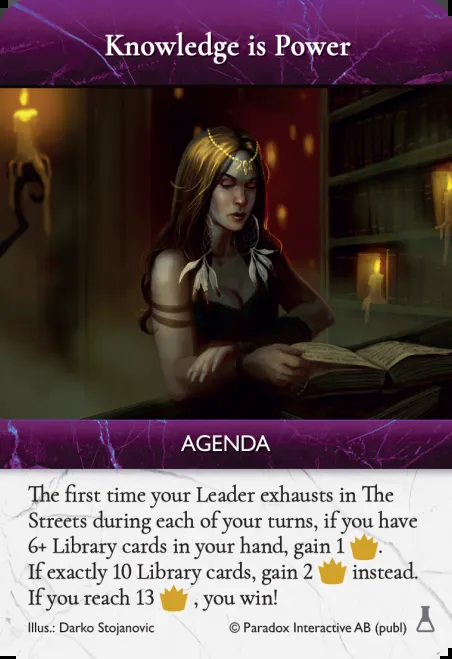 Knowledge is Power
AGENDA
The first time your Leader exhausts in The
Streets during each of your turns, if you have
6+ Library cards in your hand, gain 1 .
If exactly 10 Library cards, gain 2 instead.
If you reach 13 , you win!
Illus.: Darko Stojanovic © Paradox Interactive AB (publ)